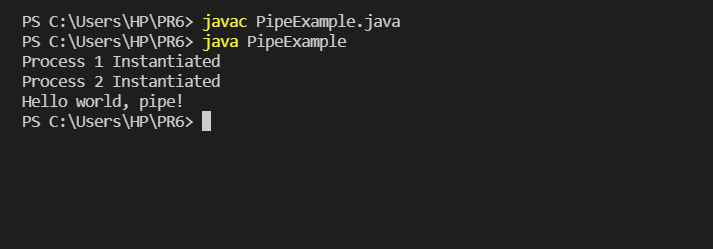 PS C:\Users\HP\PR6> javac PipeExample.java
PS C:\Users\HP\PR6> java PipeExample
Process 1 Instantiated
Process 2 Instantiated
Hello world, pipe!
PS C:\Users\HP\PR6>